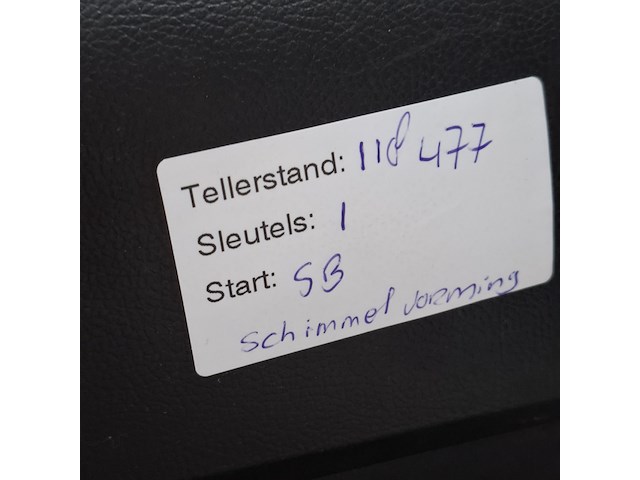 Tellerstand: 118 477
Sleutels: 1
Start: SB
Schimmel vorming